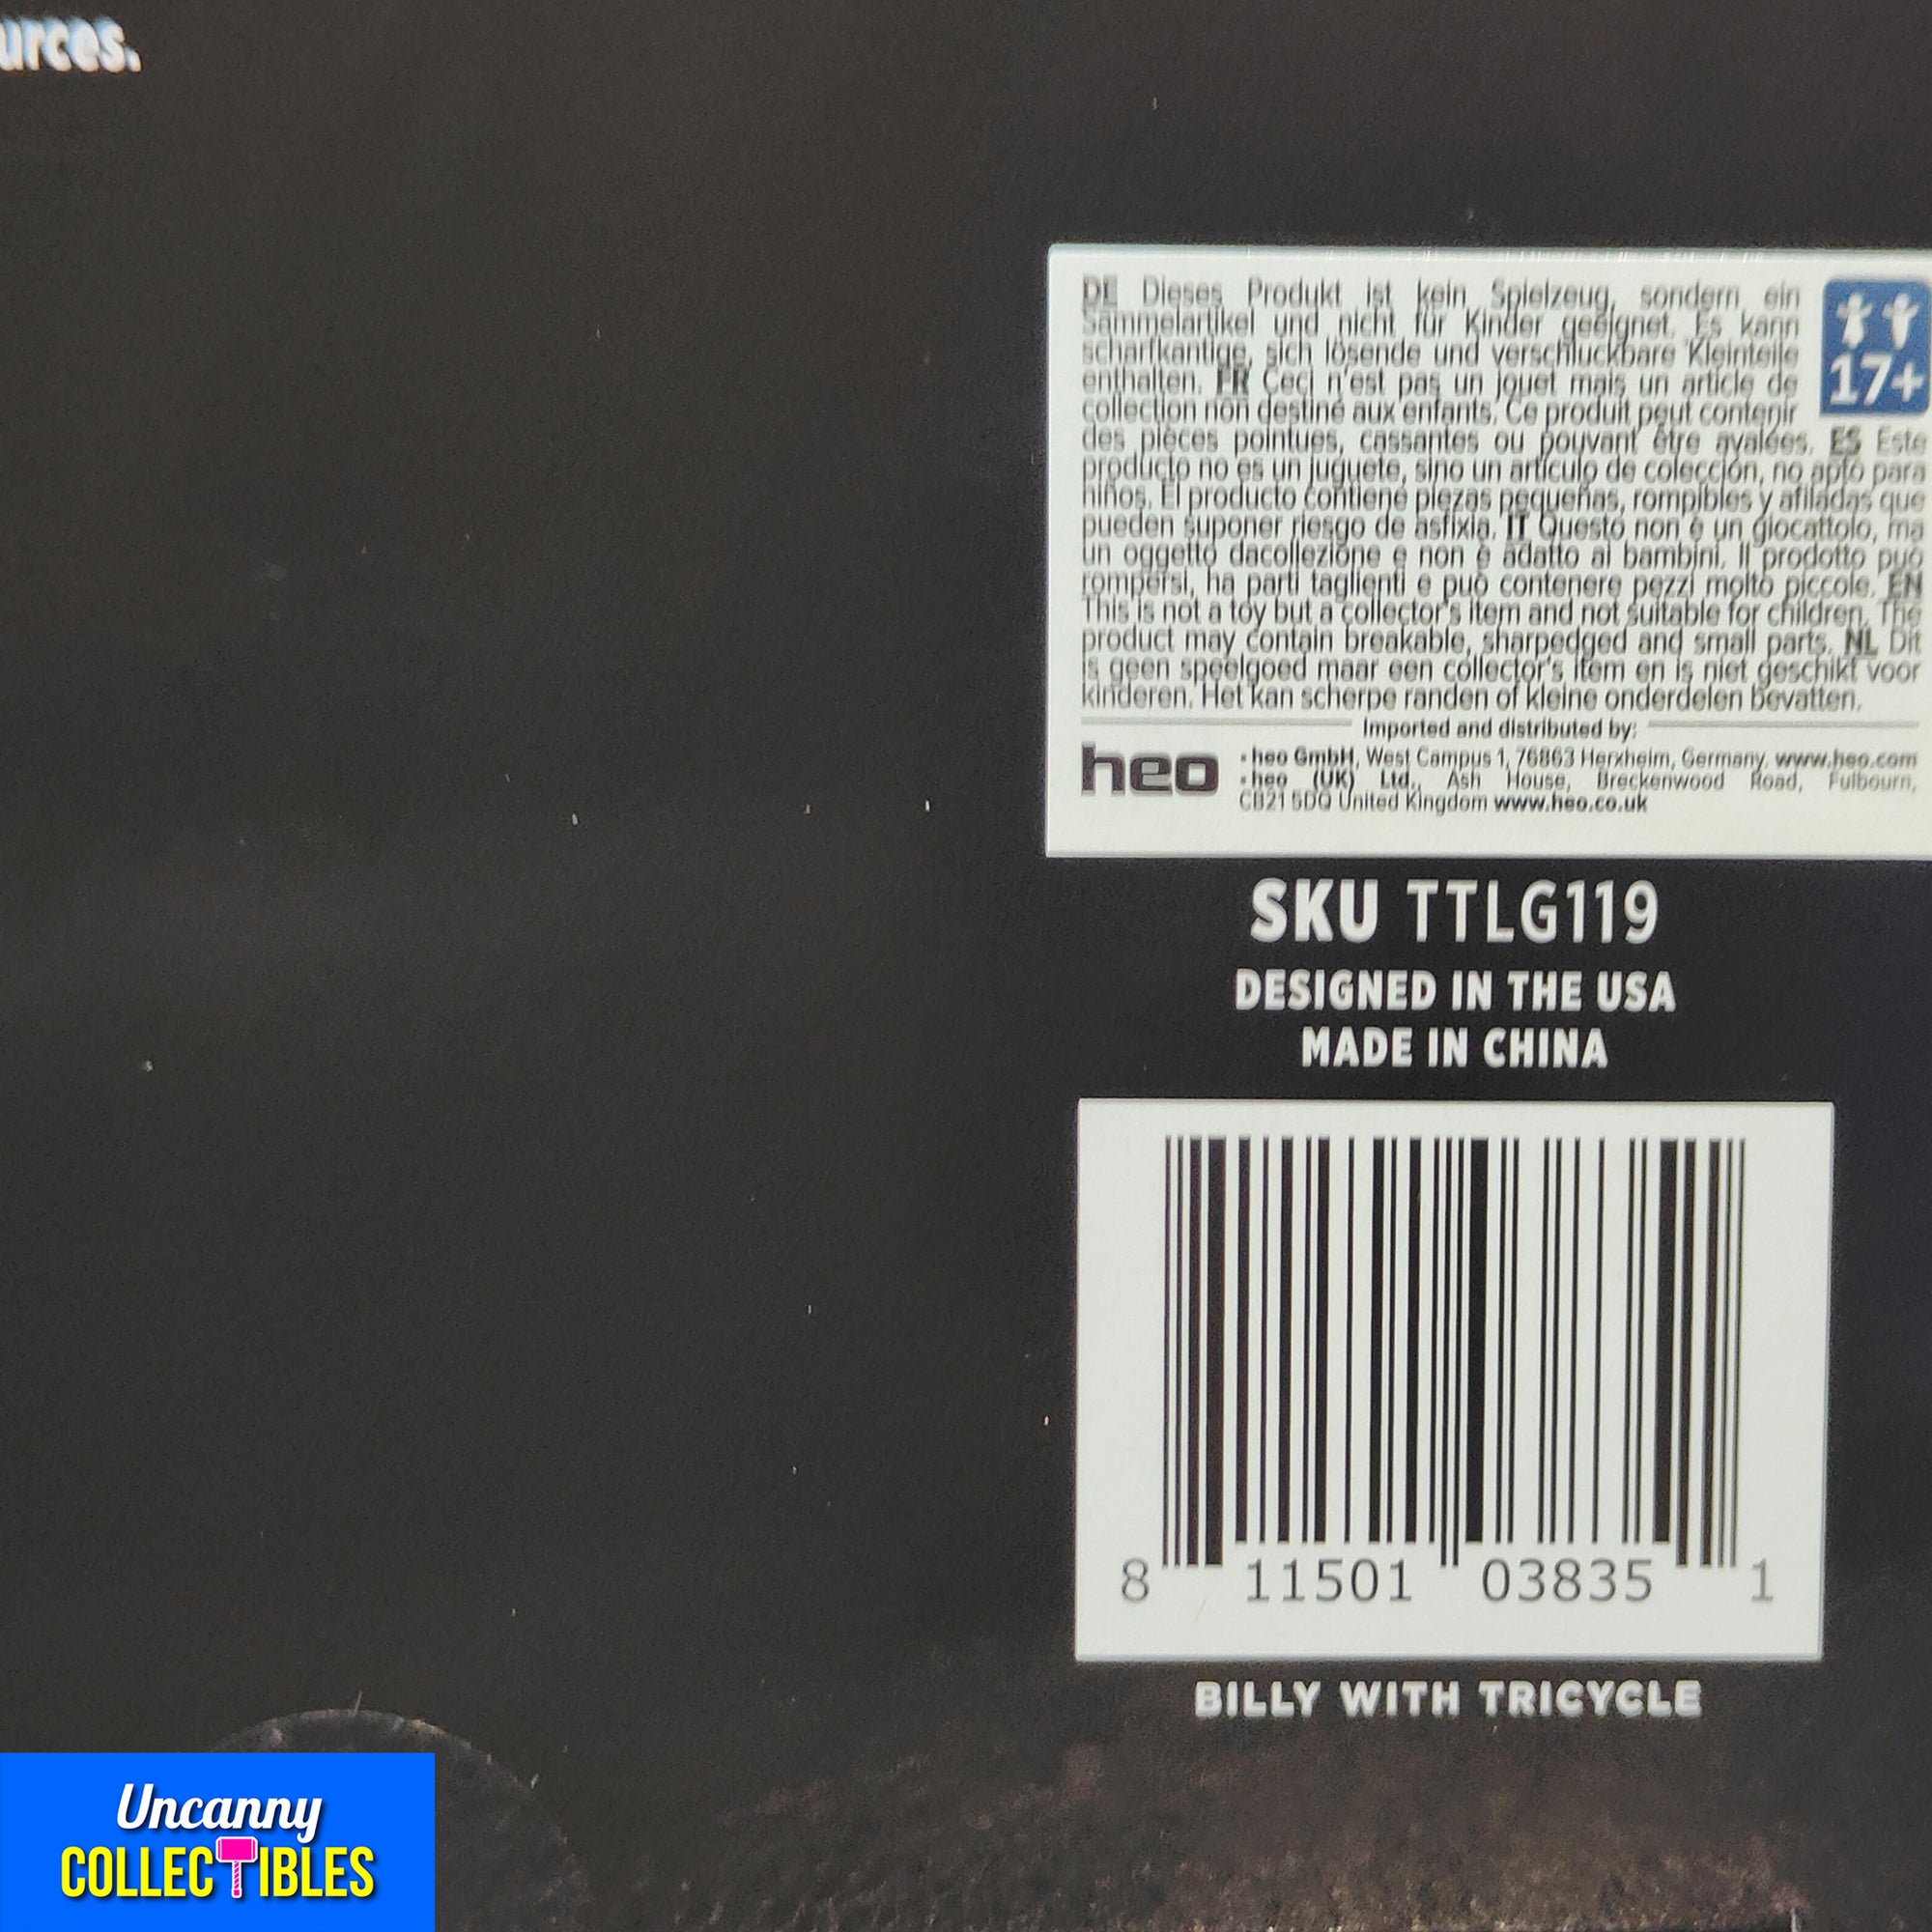 urces.
DE Dieses Produkt ist kein Spielzeug, sondern ein
Sammelartikel und nicht für Kinder geeignet. Es kann
scharfkantige, sich lösende und verschluckbare Kleinteile
enthalten. FR Ceci n'est pas un jouet mais un article de
collection non destiné aux enfants. Ce produit peut contenir
des pièces pointues, cassantes ou pouvant être avalées. ES Este
producto no es un juguete, sino un artículo de colección, no apto para
niños. El producto contiene piezas pequeñas, rompibles y afiladas que
pueden suponer riesgo de asfixia. IT Questo non è un giocattolo, ma
un oggetto dacollezione e non è adatto ai bambini. Il prodotto può
rompersi, ha parti taglienti e può contenere pezzi molto piccole. EN
This is not a toy but a collector's item and not suitable for children. The
product may contain breakable, sharpedged and small parts. NL Dit
is geen speelgoed maar een collector's item en is niet geschikt voor
kinderen. Het kan scherpe randen of kleine onderdelen bevatten.
17+
Imported and distributed by:
heo
• heo GmbH, West Campus 1, 76863 Herxheim, Germany, www.heo.com
• heo (UK) Ltd., Ash House, Breckenwood Road, Fulbourn,
CB21 5DQ United Kingdom www.heo.co.uk
SKU TTLG119
DESIGNED IN THE USA
MADE IN CHINA
8 11501 03835 1
BILLY WITH TRICYCLE
Uncanny
COLLECTIBLES